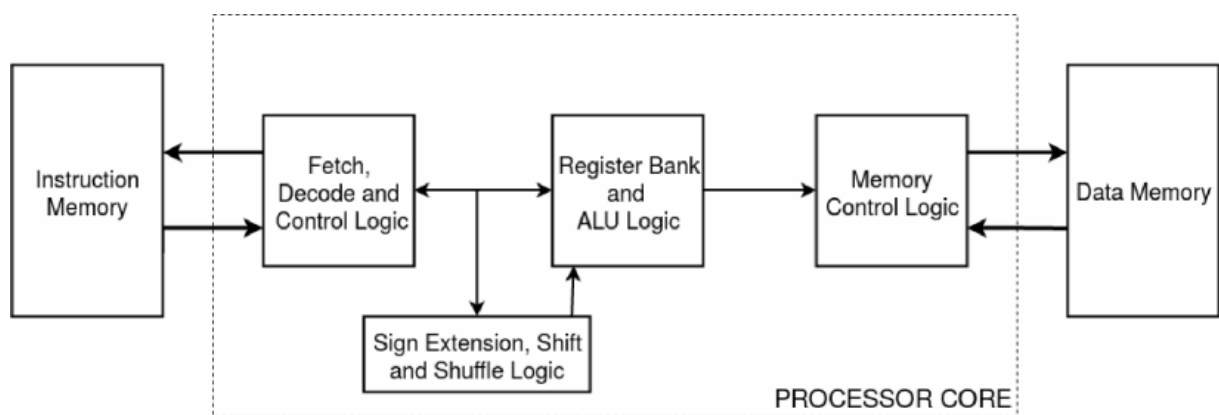 Instruction
Memory
Fetch,
Decode and
Control Logic
Register Bank
and
ALU Logic
Memory
Control Logic
Data Memory
Sign Extension, Shift
and Shuffle Logic
PROCESSOR CORE